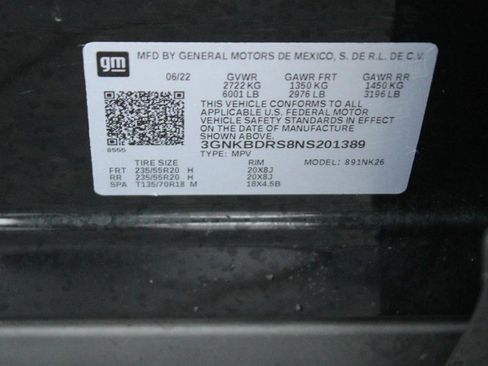 gm
MFD BY GENERAL MOTORS DE MEXICO, S. DE R.L. DE C.V.
06/22 GVWR GAWR FRT GAWR RR
2722 KG 1350 KG 1450 KG
6001 LB 2976 LB 3196 LB
THIS VEHICLE CONFORMS TO ALL
APPLICABLE U.S. FEDERAL MOTOR
VEHICLE SAFETY STANDARDS IN EFFECT
ON THE DATE OF MANUFACTURE
SHOWN ABOVE.
3GNKBDRS8NS201389
8555 TYPE: MPV MODEL: 891NK26
TIRE SIZE RIM
FRT 235/55R20 H 20X8J
RR 235/55R20 H 20X8J
SPA T135/70R18 M 18X4.5B